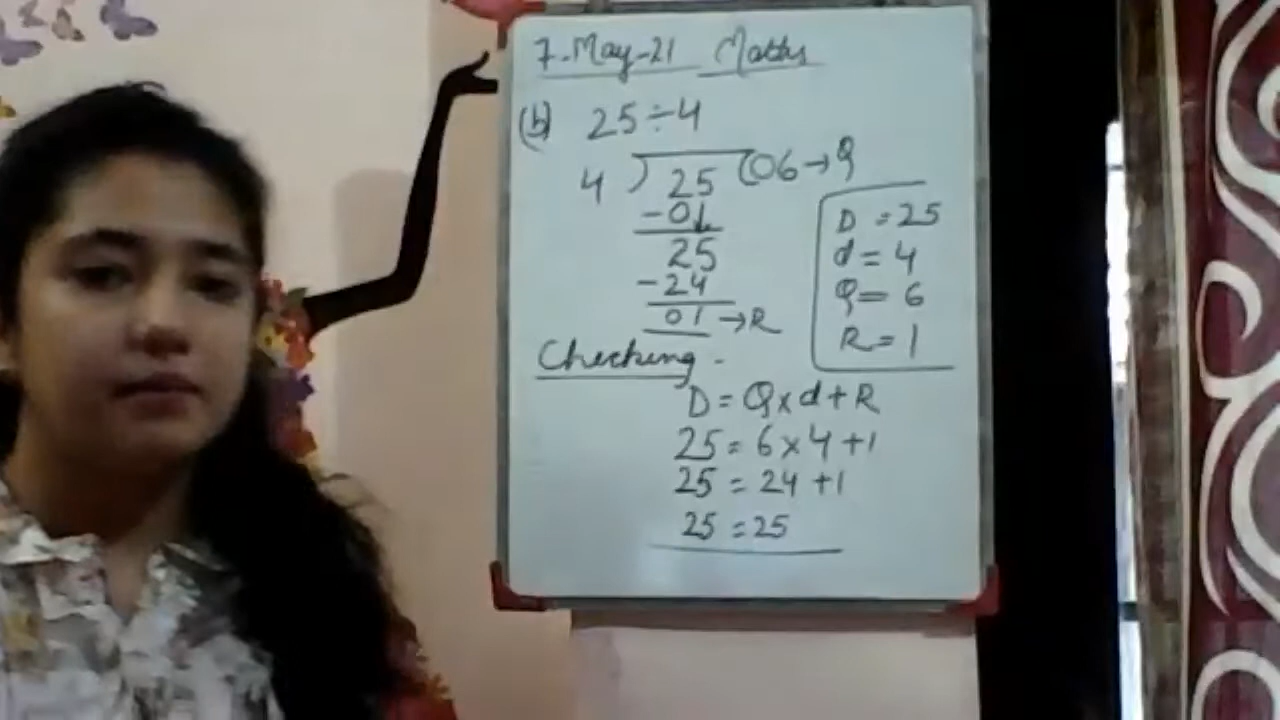 7-May-21 Maths
(b) 25÷4
4 ) 25 ( 06 → Q
-0↓
25
-24
01 → R
D = 25
d = 4
Q = 6
R = 1
Checking -
D = Q × d + R
25 = 6 × 4 + 1
25 = 24 + 1
25 = 25